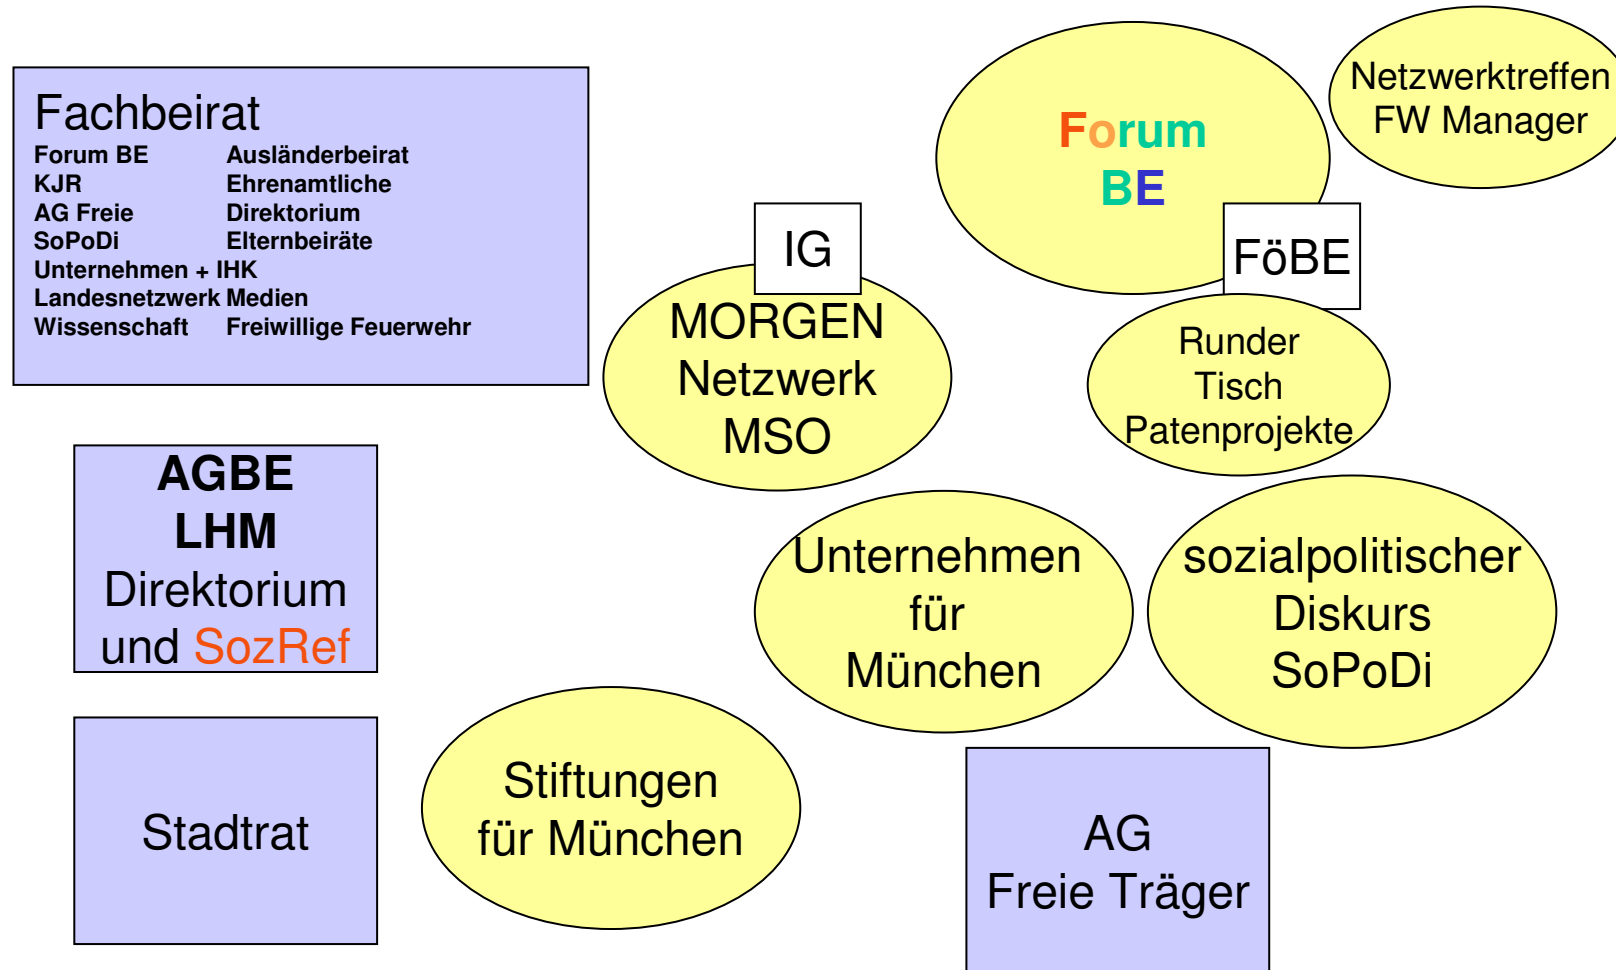 Fachbeirat
Forum BE Ausländerbeirat
KJR Ehrenamtliche
AG Freie Direktorium
SoPoDi Elternbeiräte
Unternehmen + IHK
Landesnetzwerk Medien
Wissenschaft Freiwillige Feuerwehr
Forum
BE
Netzwerktreffen
FW Manager
IG
FöBE
MORGEN
Netzwerk
MSO
Runder
Tisch
Patenprojekte
AGBE
LHM
Direktorium
und SozRef
Unternehmen
für
München
sozialpolitischer
Diskurs
SoPoDi
Stadtrat
Stiftungen
für München
AG
Freie Träger